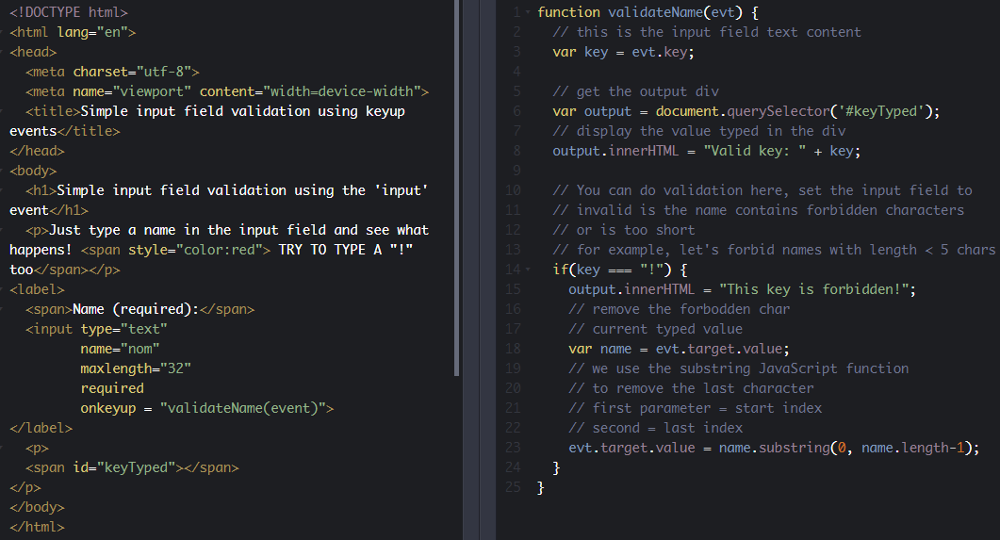 <!DOCTYPE html>
<html lang="en">
<head>
  <meta charset="utf-8">
  <meta name="viewport" content="width=device-width">
  <title>Simple input field validation using keyup
events</title>
</head>
<body>
  <h1>Simple input field validation using the 'input'
event</h1>
  <p>Just type a name in the input field and see what
happens! <span style="color:red"> TRY TO TYPE A "!"
too</span></p>
<label>
  <span>Name (required):</span>
  <input type="text"
         name="nom"
         maxlength="32"
         required
         onkeyup = "validateName(event)">
</label>
  <p>
  <span id="keyTyped"></span>
</p>
</body>
</html>
1 function validateName(evt) {
2   // this is the input field text content
3   var key = evt.key;
4
5   // get the output div
6   var output = document.querySelector('#keyTyped');
7   // display the value typed in the div
8   output.innerHTML = "Valid key: " + key;
9
10   // You can do validation here, set the input field to
11   // invalid is the name contains forbidden characters
12   // or is too short
13   // for example, let's forbid names with length < 5 chars
14   if(key === "!") {
15     output.innerHTML = "This key is forbidden!";
16     // remove the forbodden char
17     // current typed value
18     var name = evt.target.value;
19     // we use the substring JavaScript function
20     // to remove the last character
21     // first parameter = start index
22     // second = last index
23     evt.target.value = name.substring(0, name.length-1);
24   }
25 }